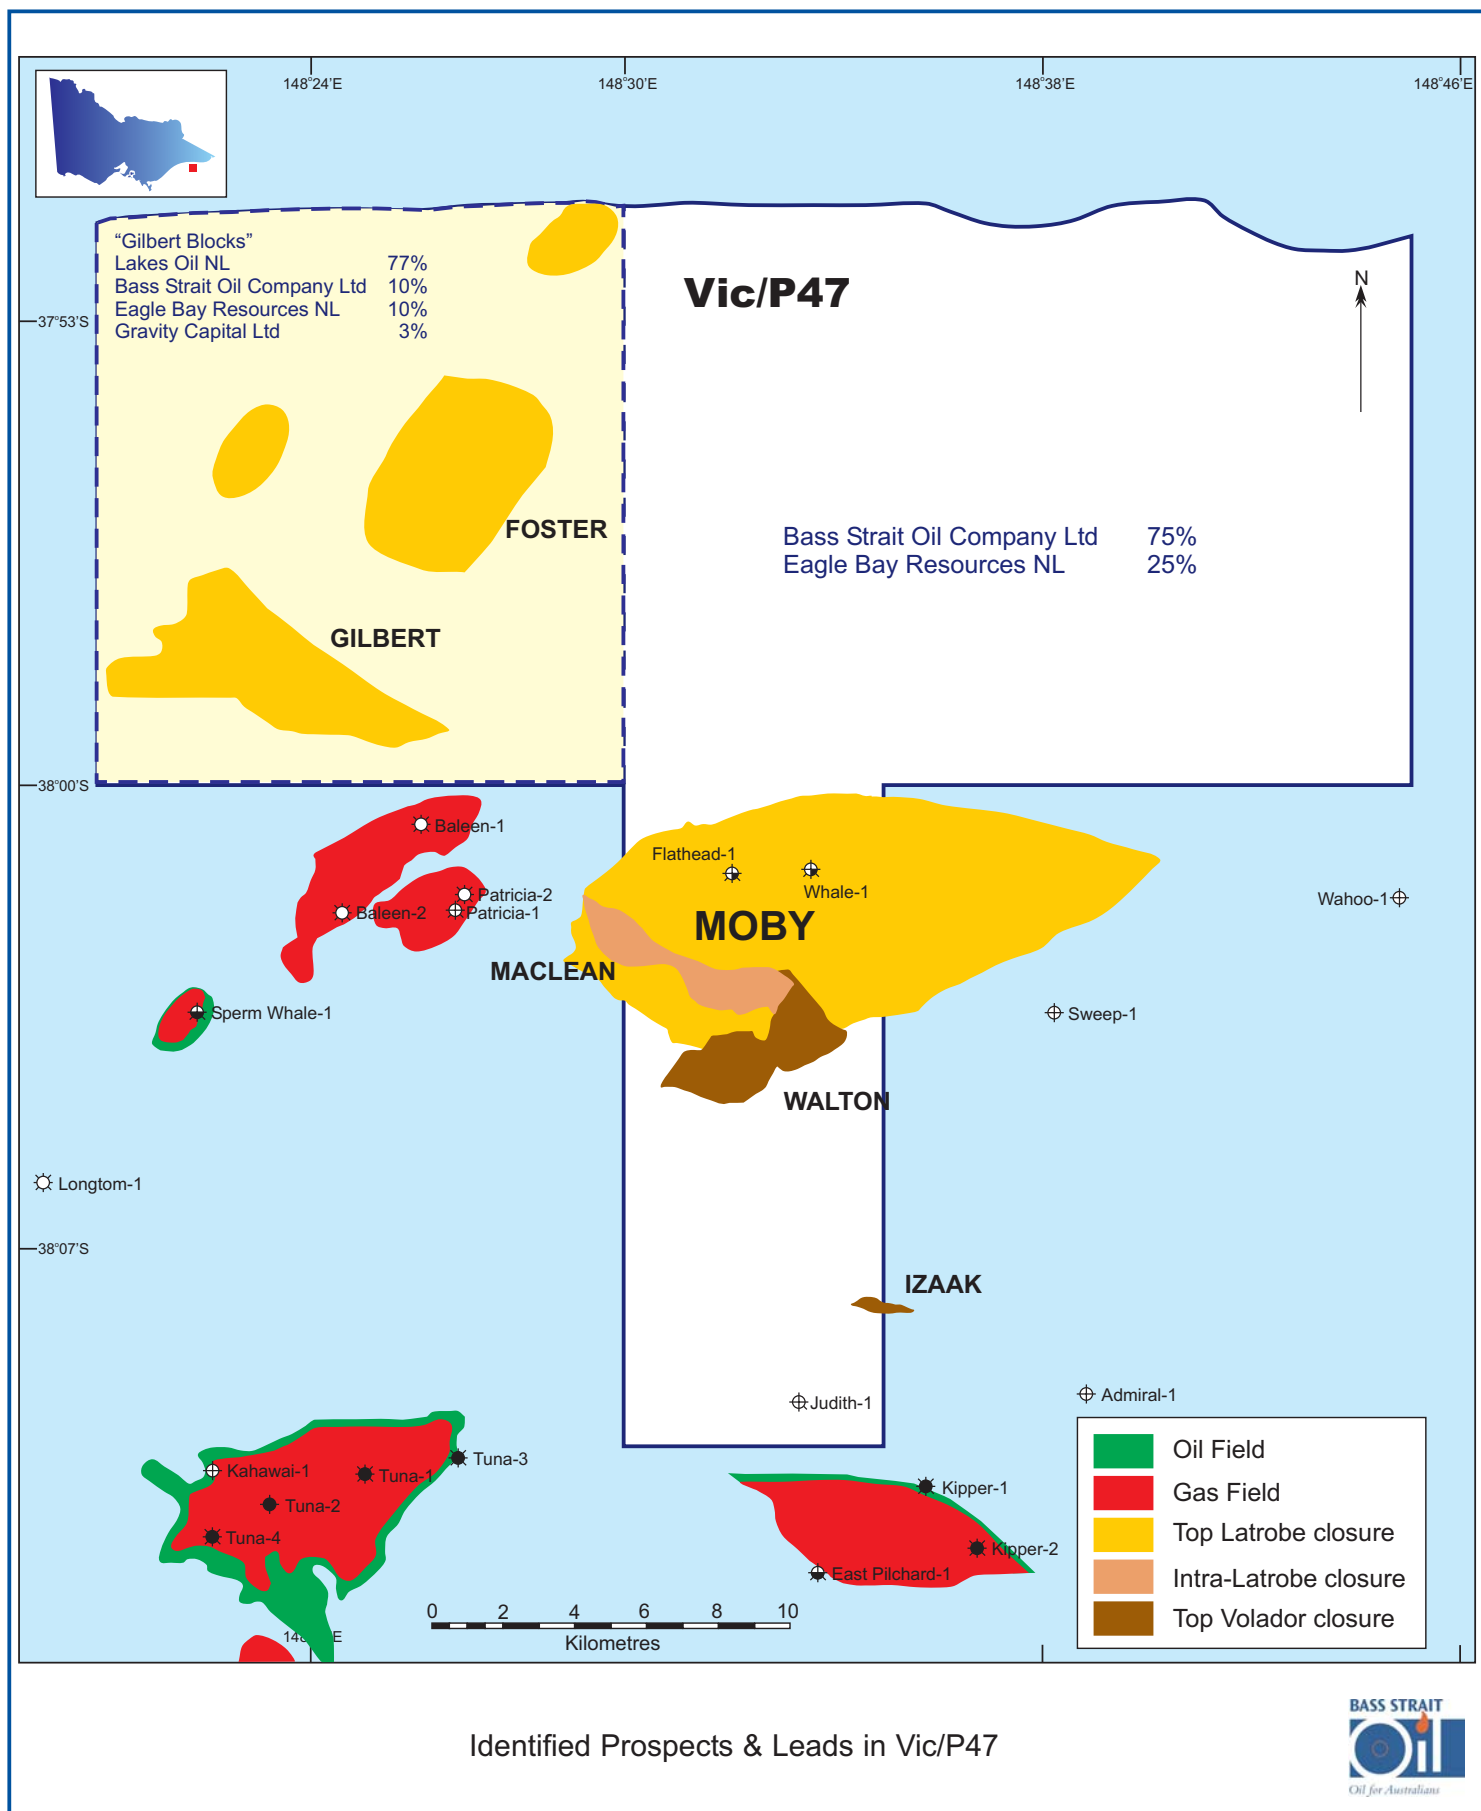 148°24'E
148°30'E
148°38'E
148°46'E
"Gilbert Blocks"
Lakes Oil NL 77%
Bass Strait Oil Company Ltd 10%
Eagle Bay Resources NL 10%
Gravity Capital Ltd 3%
Vic/P47
N
37°53'S
FOSTER
Bass Strait Oil Company Ltd 75%
Eagle Bay Resources NL 25%
GILBERT
38°00'S
Baleen-1
Flathead-1
Whale-1
Patricia-2
Baleen-2
Patricia-1
Wahoo-1
MOBY
MACLEAN
Sperm Whale-1
Sweep-1
WALTON
Longtom-1
38°07'S
IZAAK
Admiral-1
Judith-1
Tuna-3
Kahawai-1
Tuna-1
Tuna-2
Tuna-4
Kipper-1
Kipper-2
East Pilchard-1
Oil Field
Gas Field
Top Latrobe closure
Intra-Latrobe closure
Top Volador closure
0 2 4 6 8 10
Kilometres
Identified Prospects & Leads in Vic/P47
BASS STRAIT
Oil
Oil for Australians